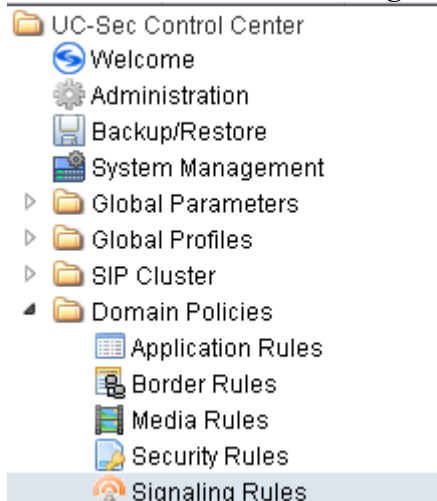 UC-Sec Control Center
Welcome
Administration
Backup/Restore
System Management
Global Parameters
Global Profiles
SIP Cluster
Domain Policies
Application Rules
Border Rules
Media Rules
Security Rules
Signaling Rules